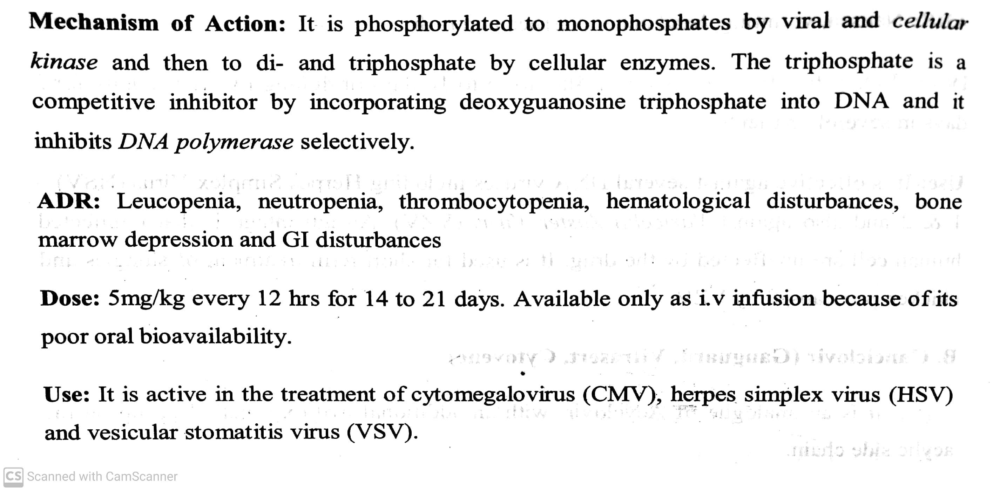 Mechanism of Action: It is phosphorylated to monophosphates by viral and cellular
kinase and then to di- and triphosphate by cellular enzymes. The triphosphate is a
competitive inhibitor by incorporating deoxyguanosine triphosphate into DNA and it
inhibits DNA polymerase selectively.
ADR: Leucopenia, neutropenia, thrombocytopenia, hematological disturbances, bone
marrow depression and GI disturbances
Dose: 5mg/kg every 12 hrs for 14 to 21 days. Available only as i.v infusion because of its
poor oral bioavailability.
Use: It is active in the treatment of cytomegalovirus (CMV), herpes simplex virus (HSV)
and vesicular stomatitis virus (VSV).
CS Scanned with CamScanner